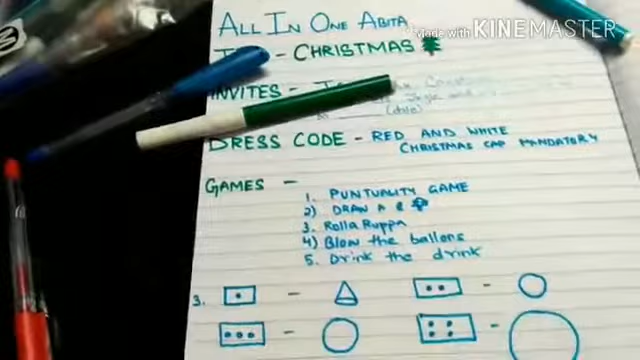 Made with KINEMASTER
ALL IN ONE ABITA
- CHRISTMAS
INVITES -
(date)
DRESS CODE - RED AND WHITE
CHRISTMAS CAP MANDATORY
GAMES -
1. PUNTUALITY GAME
2) DRAW A
3. Rolla Ruppa
4) Blow the ballons
5. Drink the drink
3.